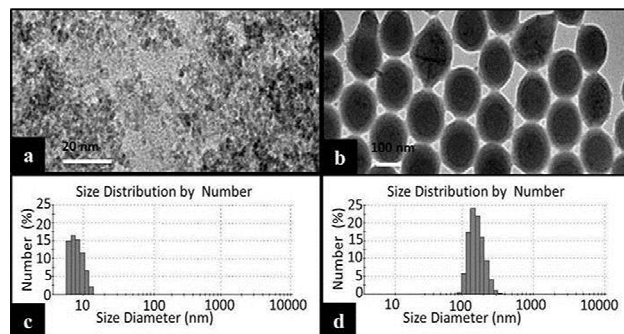 a
20 nm
b
100 nm
Size Distribution by Number
25
20
15
10
5
0
Number (%)
10
100
1000
10000
Size Diameter (nm)
c
Size Distribution by Number
25
20
15
10
5
0
Number (%)
10
100
1000
10000
Size Diameter (nm)
d